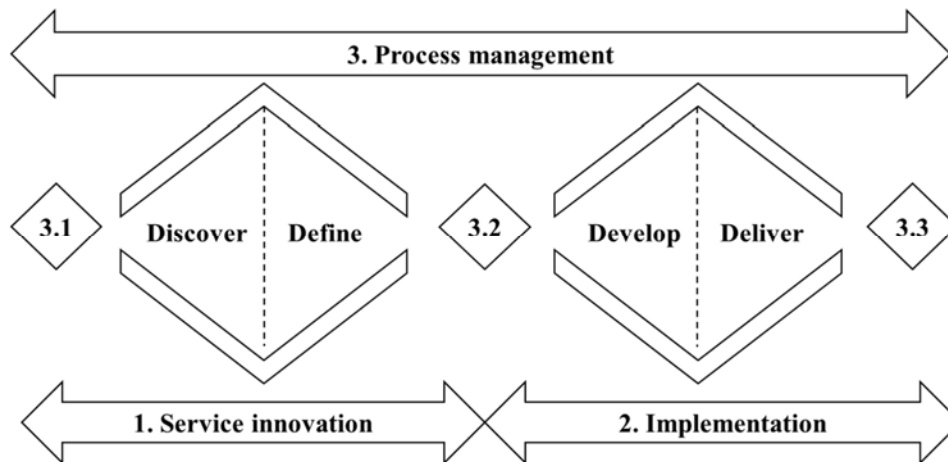 3. Process management
3.1
Discover
Define
3.2
Develop
Deliver
3.3
1. Service innovation
2. Implementation